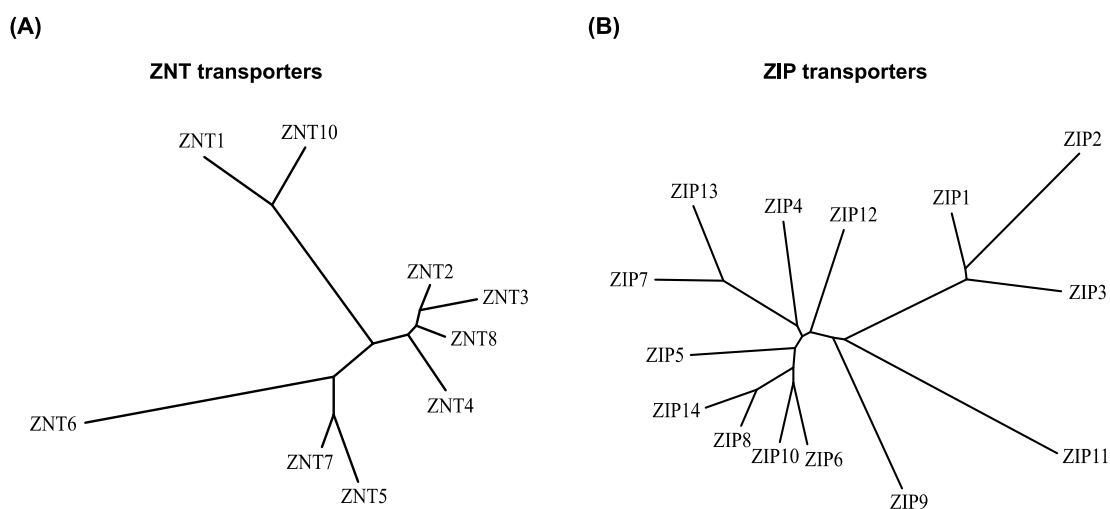 (A)
ZNT transporters
ZNT1
ZNT10
ZNT2
ZNT3
ZNT8
ZNT4
ZNT6
ZNT7
ZNT5
(B)
ZIP transporters
ZIP2
ZIP13
ZIP4
ZIP12
ZIP1
ZIP7
ZIP3
ZIP5
ZIP14
ZIP8
ZIP10
ZIP6
ZIP11
ZIP9